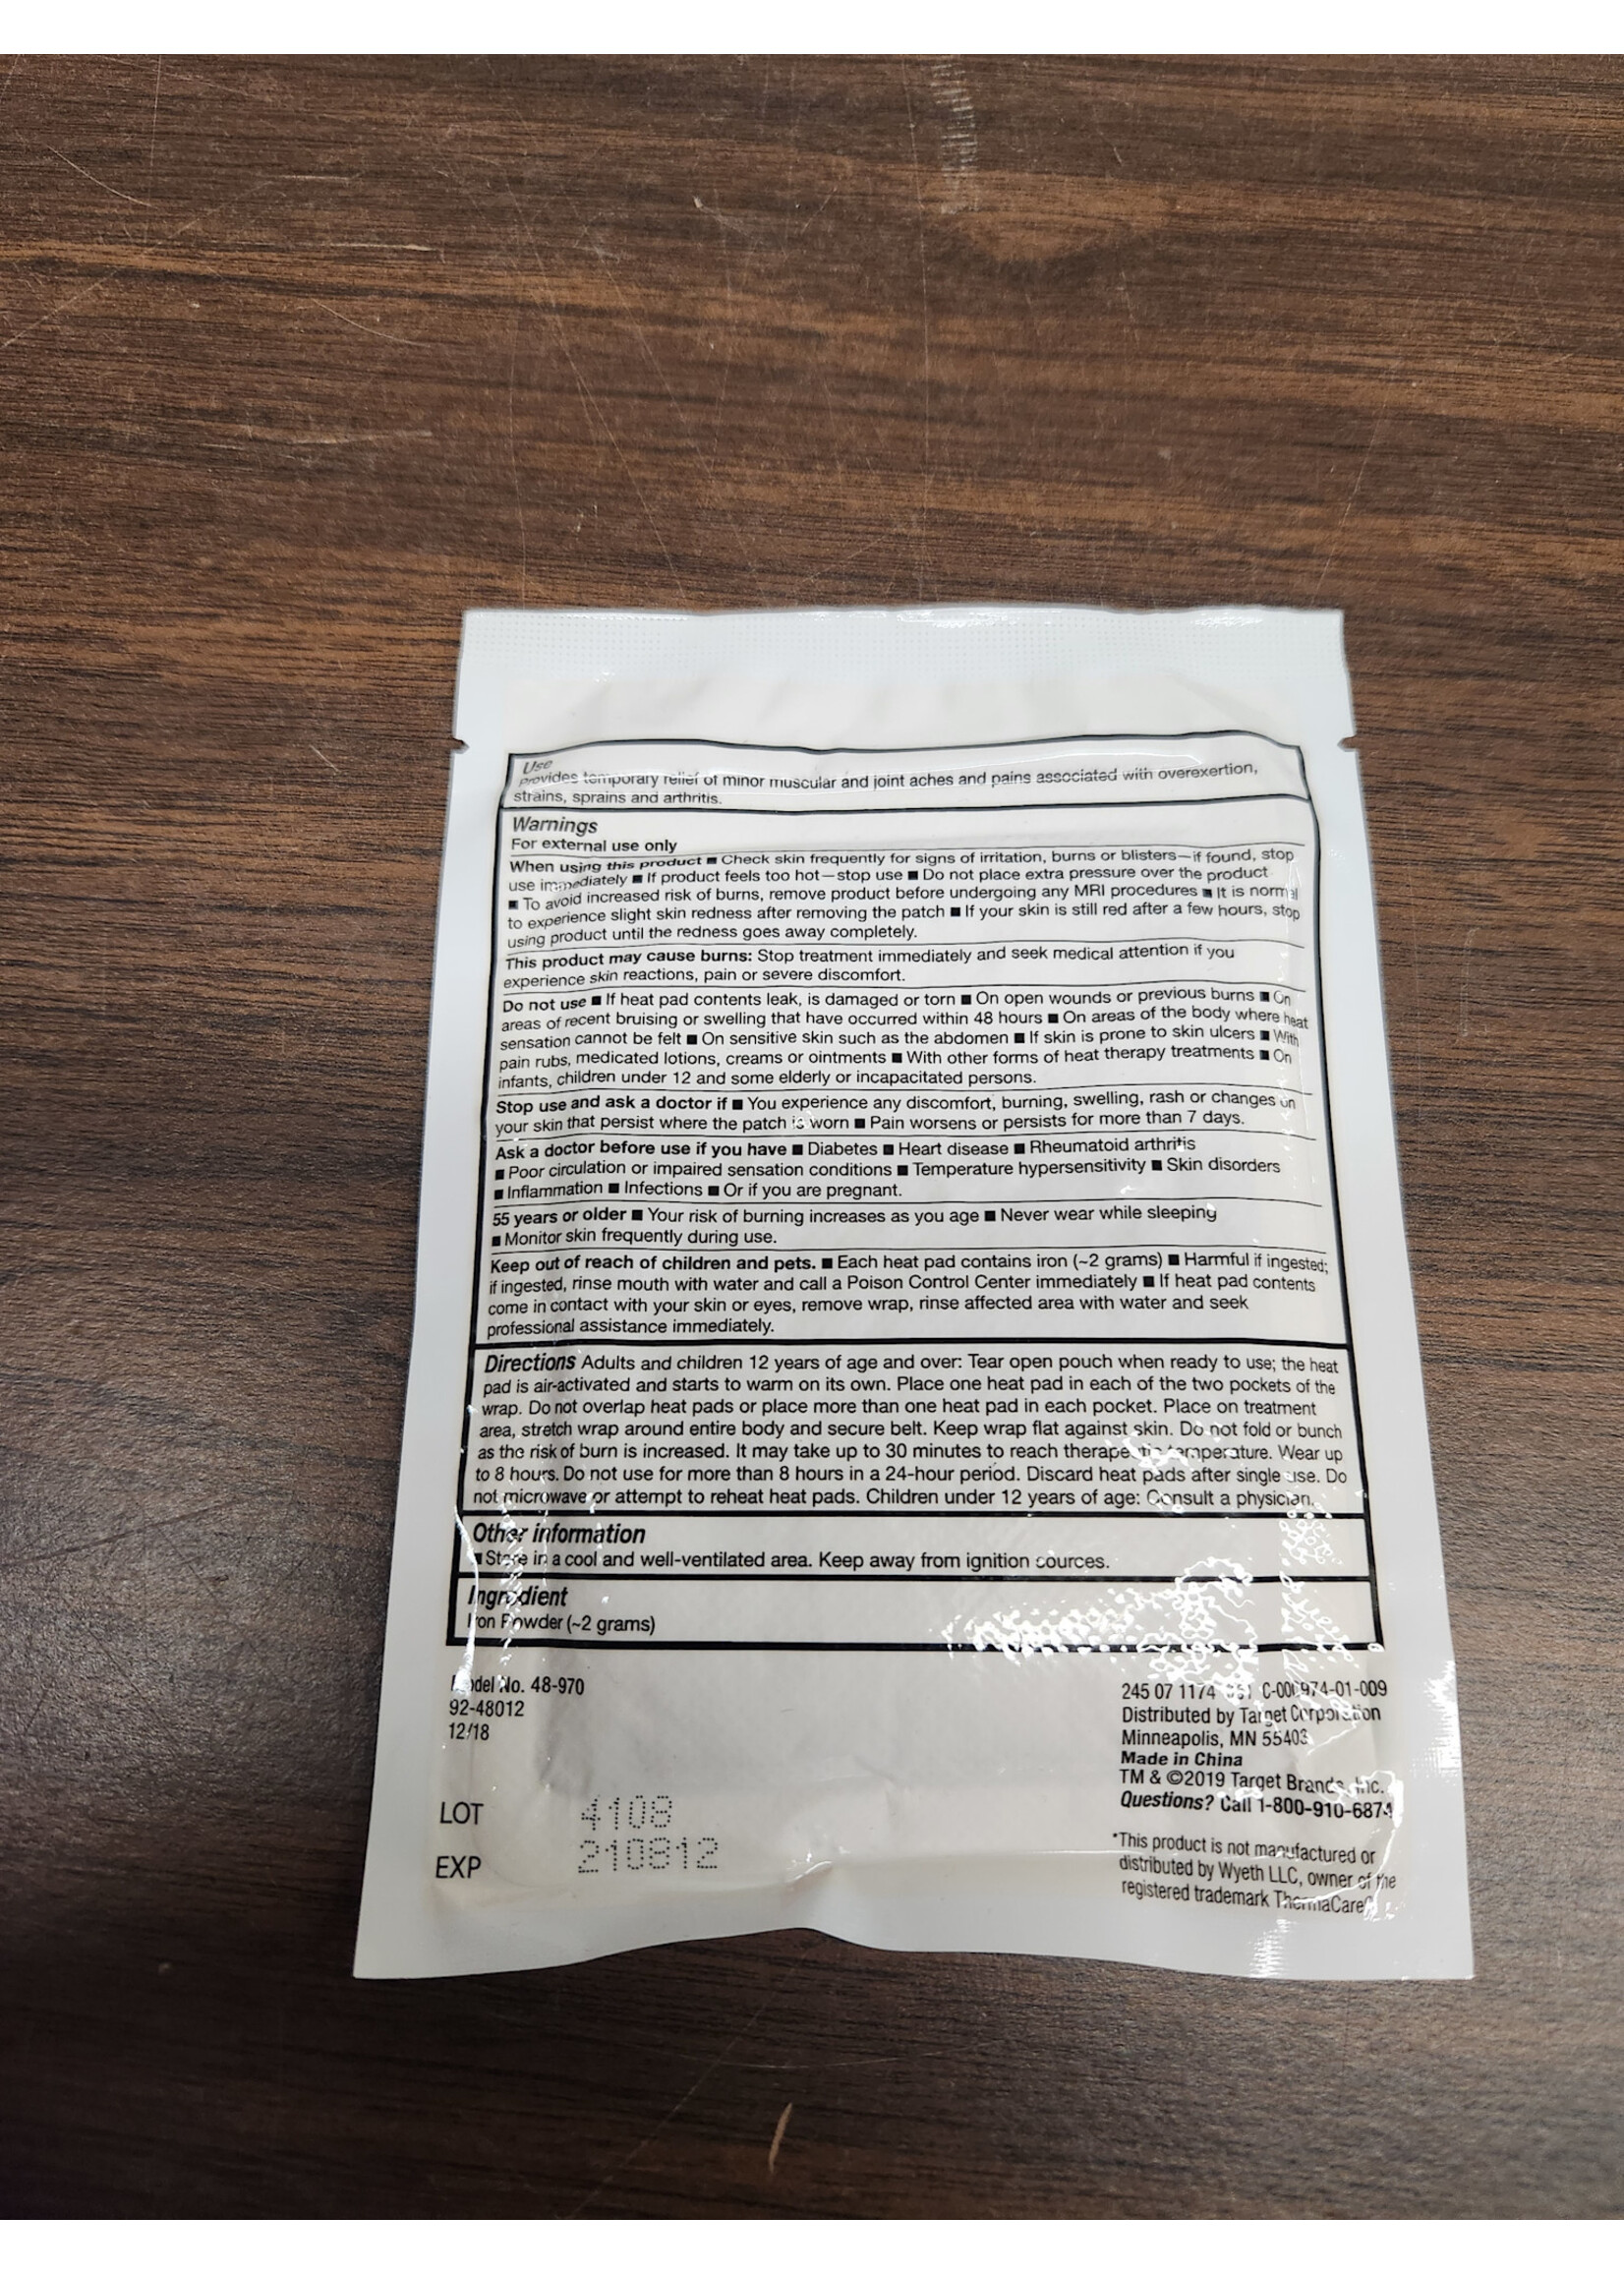 Use
provides temporary relief of minor muscular and joint aches and pains associated with overexertion,
strains, sprains and arthritis.
Warnings
For external use only
When using this product ■ Check skin frequently for signs of irritation, burns or blisters—if found, stop
use immediately ■ If product feels too hot—stop use ■ Do not place extra pressure over the product
■ To avoid increased risk of burns, remove product before undergoing any MRI procedures ■ It is normal
to experience slight skin redness after removing the patch ■ If your skin is still red after a few hours, stop
using product until the redness goes away completely.
This product may cause burns: Stop treatment immediately and seek medical attention if you
experience skin reactions, pain or severe discomfort.
Do not use ■ If heat pad contents leak, is damaged or torn ■ On open wounds or previous burns ■ On
areas of recent bruising or swelling that have occurred within 48 hours ■ On areas of the body where heat
sensation cannot be felt ■ On sensitive skin such as the abdomen ■ If skin is prone to skin ulcers ■ With
pain rubs, medicated lotions, creams or ointments ■ With other forms of heat therapy treatments ■ On
infants, children under 12 and some elderly or incapacitated persons.
Stop use and ask a doctor if ■ You experience any discomfort, burning, swelling, rash or changes on
your skin that persist where the patch is worn ■ Pain worsens or persists for more than 7 days.
Ask a doctor before use if you have ■ Diabetes ■ Heart disease ■ Rheumatoid arthritis
■ Poor circulation or impaired sensation conditions ■ Temperature hypersensitivity ■ Skin disorders
■ Inflammation ■ Infections ■ Or if you are pregnant.
55 years or older ■ Your risk of burning increases as you age ■ Never wear while sleeping
■ Monitor skin frequently during use.
Keep out of reach of children and pets. ■ Each heat pad contains iron (~2 grams) ■ Harmful if ingested;
if ingested, rinse mouth with water and call a Poison Control Center immediately ■ If heat pad contents
come in contact with your skin or eyes, remove wrap, rinse affected area with water and seek
professional assistance immediately.
Directions Adults and children 12 years of age and over: Tear open pouch when ready to use; the heat
pad is air-activated and starts to warm on its own. Place one heat pad in each of the two pockets of the
wrap. Do not overlap heat pads or place more than one heat pad in each pocket. Place on treatment
area, stretch wrap around entire body and secure belt. Keep wrap flat against skin. Do not fold or bunch
as the risk of burn is increased. It may take up to 30 minutes to reach therapeutic temperature. Wear up
to 8 hours. Do not use for more than 8 hours in a 24-hour period. Discard heat pads after single use. Do
not microwave or attempt to reheat heat pads. Children under 12 years of age: Consult a physician.
Other information
■ Store in a cool and well-ventilated area. Keep away from ignition sources.
Ingredient
Iron Powder (~2 grams)
Model No. 48-970
92-48012
12/18
LOT 4108
EXP 210812
245 07 1174 C-000974-01-009
Distributed by Target Corporation
Minneapolis, MN 55403
Made in China
TM & ©2019 Target Brands, Inc.
Questions? Call 1-800-910-6874
*This product is not manufactured or
distributed by Wyeth LLC, owner of the
registered trademark ThermaCare®